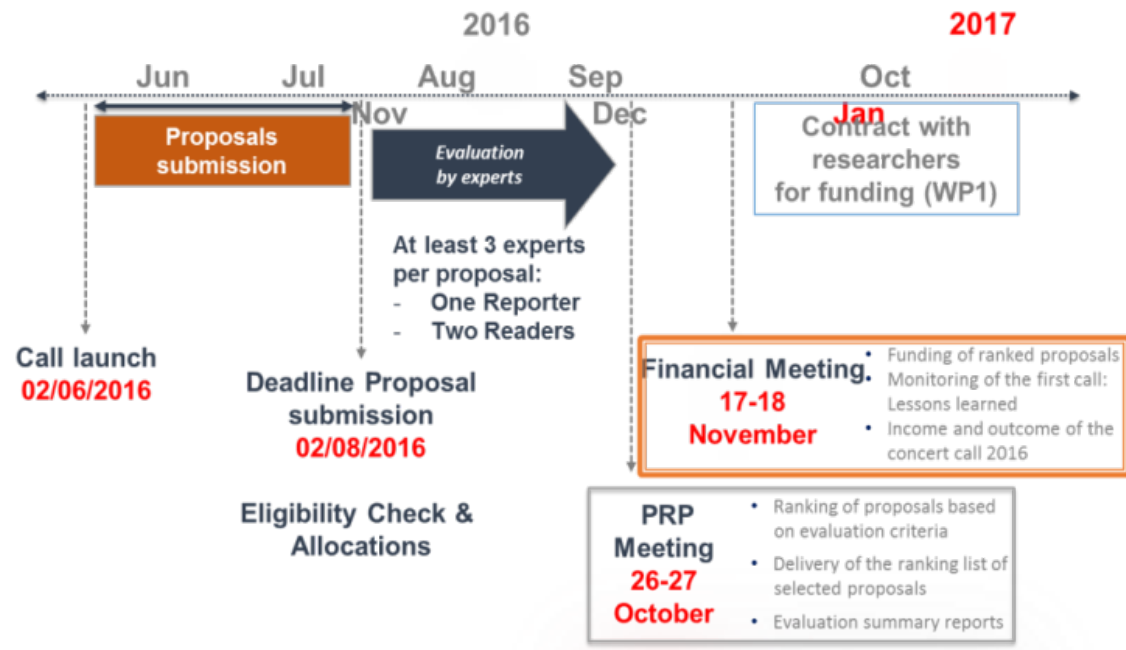 2016
2017
Jun
Jul
Aug
Sep
Oct
Nov
Dec
Jan
Proposals
submission
Evaluation
by experts
Contract with
researchers
for funding (WP1)
At least 3 experts
per proposal:
- One Reporter
- Two Readers
Call launch
02/06/2016
Deadline Proposal
submission
02/08/2016
Eligibility Check &
Allocations
Financial Meeting
17-18
November
• Funding of ranked proposals
• Monitoring of the first call:
Lessons learned
• Income and outcome of the
concert call 2016
PRP
Meeting
26-27
October
• Ranking of proposals based
on evaluation criteria
• Delivery of the ranking list of
selected proposals
• Evaluation summary reports